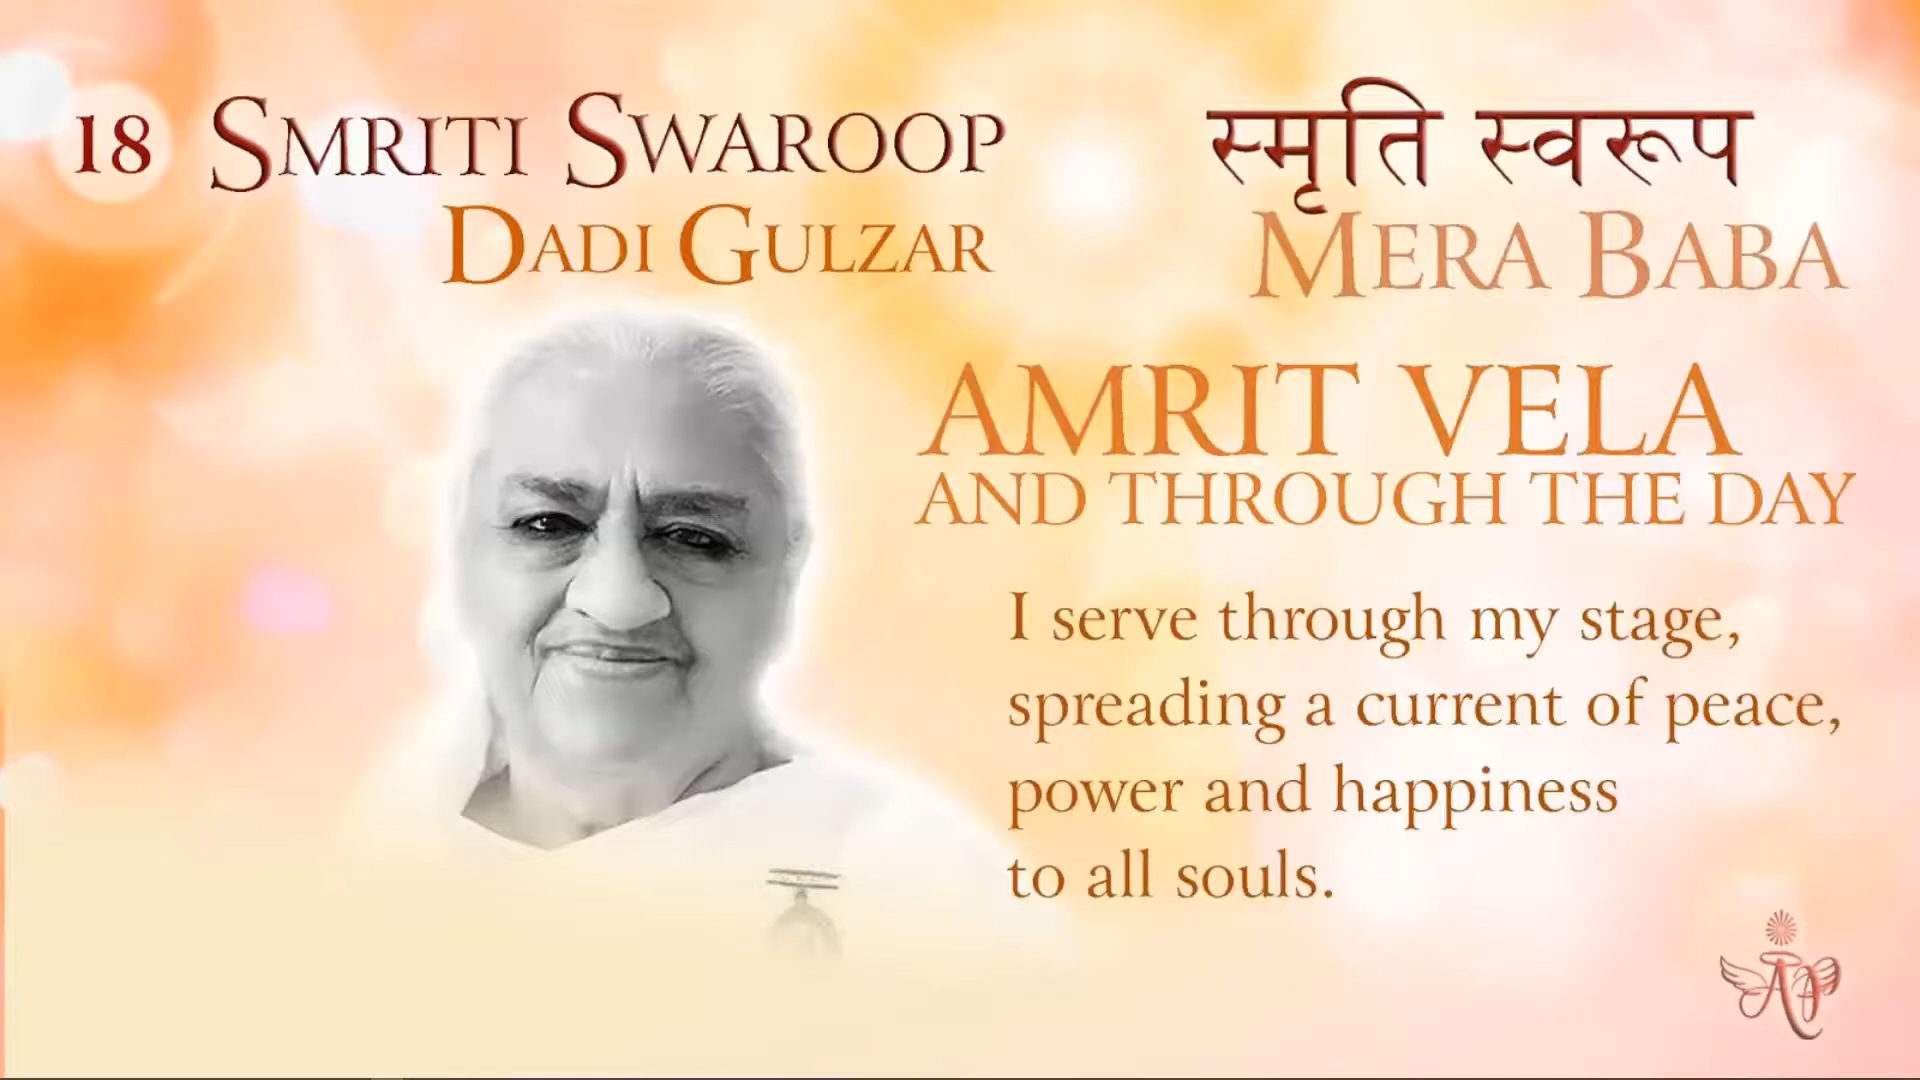 18 SMRITI SWAROOP
DADI GULZAR
स्मृति स्वरूप
MERA BABA
AMRIT VELA
AND THROUGH THE DAY
I serve through my stage,
spreading a current of peace,
power and happiness
to all souls.